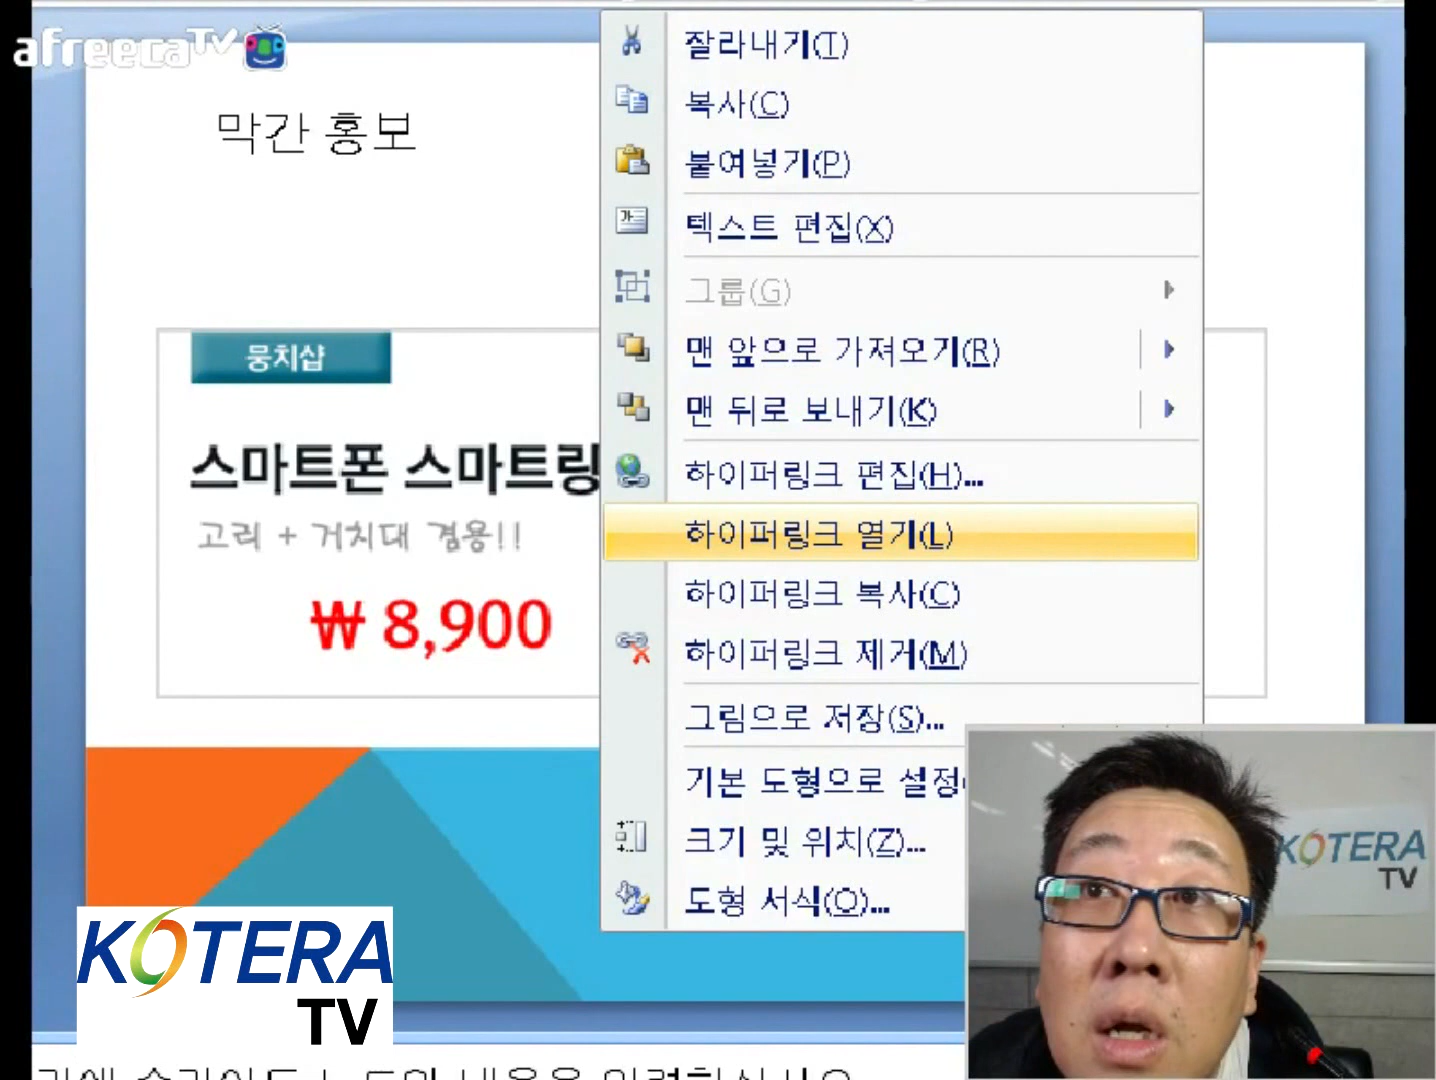 afreecaTV
막간 홍보
뭉치샵
스마트폰 스마트링
고리 + 거치대 겸용!!
₩ 8,900
잘라내기(T)
복사(C)
붙여넣기(P)
텍스트 편집(X)
그룹(G)
맨 앞으로 가져오기(R)
맨 뒤로 보내기(K)
하이퍼링크 편집(H)...
하이퍼링크 열기(L)
하이퍼링크 복사(C)
하이퍼링크 제거(M)
그림으로 저장(S)...
기본 도형으로 설정(
크기 및 위치(Z)...
도형 서식(O)...
KOTERA
TV
KOTERA
TV